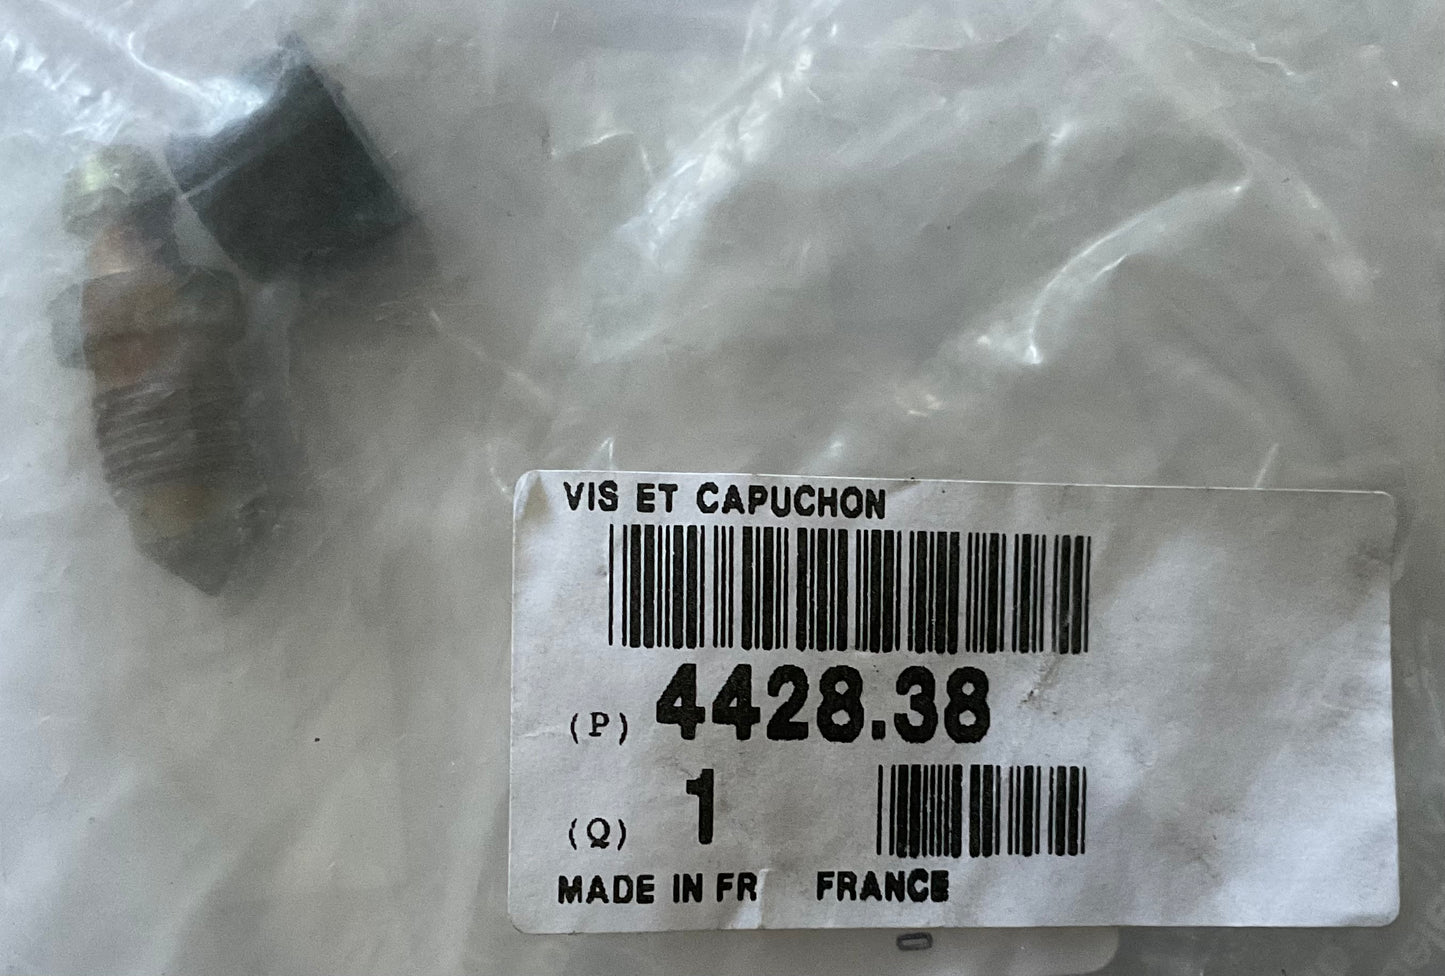 VIS ET CAPUCHON
(P) 4428.38
(Q) 1
MADE IN FR FRANCE